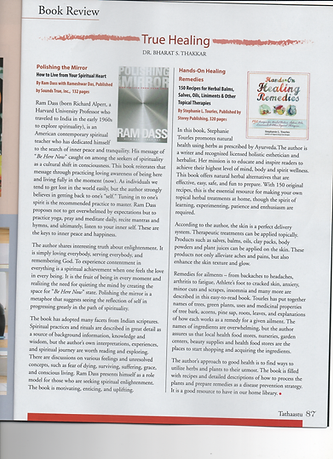 Book Review
True Healing
DR. BHARAT S. THAKKAR
Polishing the Mirror
How to Live from Your Spiritual Heart
By Ram Dass with Rameshwar Das, Published
by Sounds True, Inc., 152 pages
POLISHING
MIRROR
RAM DASS
Ram Dass (born Richard Alpert, a
Harvard University Professor who
traveled to India in the early 1960s
to explore spirituality), is an
American contemporary spiritual
teacher who has dedicated himself
to the search of inner peace and tranquility. His message of
"Be Here Now" caught on among the seekers of spirituality
as a cultural shift in consciousness. This book spiritualizes that
message through practicing loving awareness of being here
and living fully in the moment (now). As individuals we
tend to get lost in the world easily, but the author strongly
believes in getting back to one's "self." Tuning in to one's
spirit is the recommended practice to master. Ram Dass
proposes not to get overwhelmed by expectations but to
practice yoga, pray and meditate daily, recite mantras and
hymns, and ultimately, listen to your inner self. These are
the keys to inner peace and happiness.
The author shares interesting truth about enlightenment. It
is simply loving everybody, serving everybody, and
remembering God. To experience contentment in
everything is a spiritual achievement when one feels the love
in every being. It is the fruit of being in every moment and
realizing the need for quitting the mind by creating the
space for "Be Here Now" state. Polishing the mirror is a
metaphor that suggests seeing the reflection of self in
progressing greatly in the path of spirituality.
The book has adopted many facets from Indian scriptures.
Spiritual practices and rituals are described in great detail as
a source of background information, knowledge and
wisdom, but the author's own interpretations, experiences,
and spiritual journey are worth reading and exploring.
There are discussions on various feelings and unresolved
concepts, such as fear of dying, surviving, suffering, grace,
and conscious living. Ram Dass presents himself as a role
model for those who are seeking spiritual enlightenment.
The book is motivating, enticing, and uplifting.
Hands-On Healing
Remedies
150 Recipes for Herbal Balms,
Salves, Oils, Liniments & Other
Topical Therapies
By Stephanie L. Tourles, Published by
Storey Publishing, 320 pages
Hands-On
Healing
Remedies
In this book, Stephanie
Tourles promotes natural
health using herbs as prescribed by Ayurveda. The author is
a writer and recognized licensed holistic esthetician and
herbalist. Her mission is to educate and inspire readers to
achieve their highest level of mind, body and spirit wellness.
This book offers natural herbal alternatives that are
effective, easy, safe, and fun to prepare. With 150 original
recipes, this is the essential resource for making your own
topical herbal treatments at home, though the spirit of
learning, experimenting, patience and enthusiasm are
required.
According to the author, the skin is a perfect delivery
system. Therapeutic treatments can be applied topically.
Products such as salves, balms, oils, clay packs, body
powders and plant juices can be applied on the skin. These
products not only alleviate aches and pains, but also
enhance the skin texture and glow.
Remedies for ailments – from backaches to headaches,
arthritis to fatigue, Athlete's foot to cracked skin, anxiety,
minor cuts and scrapes, insomnia and many more are
described in this easy-to-read book. Tourles has put together
names of trees, green plants, uses and medicinal properties
of one bark, acorns, pine sap, roots, leaves, and explanations
of how each works as a remedy for a given ailment. The
names of ingredients are overwhelming, but the author
assures us that local health food stores, nurseries, garden
centers, beauty supplies and health food stores are the
places to start shopping and acquiring the ingredients.
The author's approach to good health is to find ways to
utilize herbs and plants to their utmost. The book is filled
with recipes and detailed descriptions of how to process the
plants and prepare remedies as a disease prevention strategy.
It is a good resource to have in our home library.
Tathaastu 87